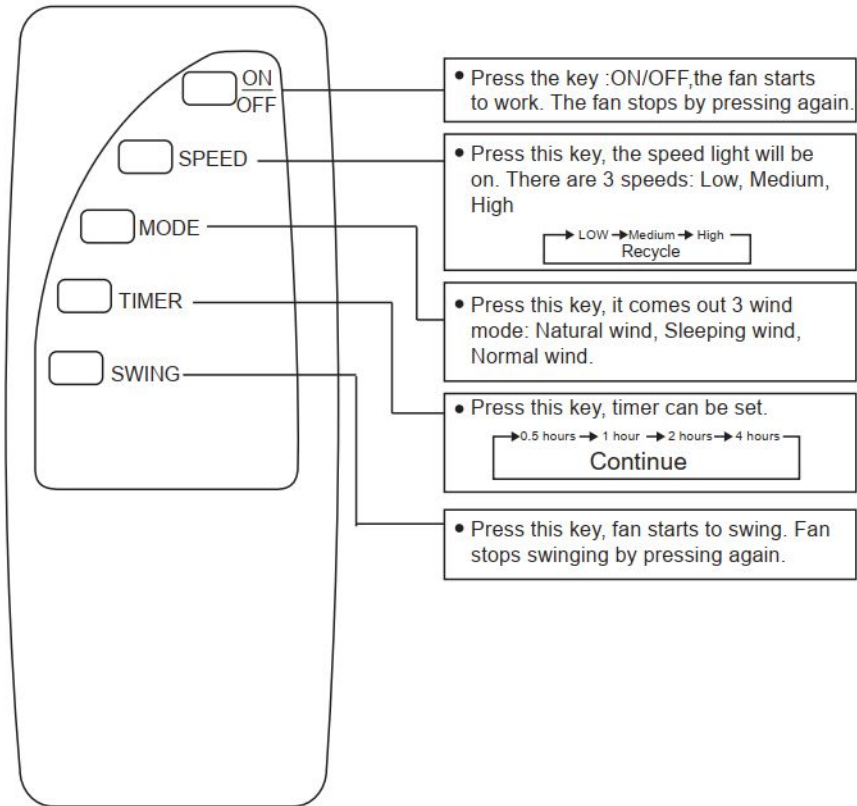 ON
OFF
SPEED
MODE
TIMER
SWING
• Press the key :ON/OFF,the fan starts
to work. The fan stops by pressing again.
• Press this key, the speed light will be
on. There are 3 speeds: Low, Medium,
High
LOW Medium High
Recycle
• Press this key, it comes out 3 wind
mode: Natural wind, Sleeping wind,
Normal wind.
• Press this key, timer can be set.
0.5 hours 1 hour 2 hours 4 hours
Continue
• Press this key, fan starts to swing. Fan
stops swinging by pressing again.